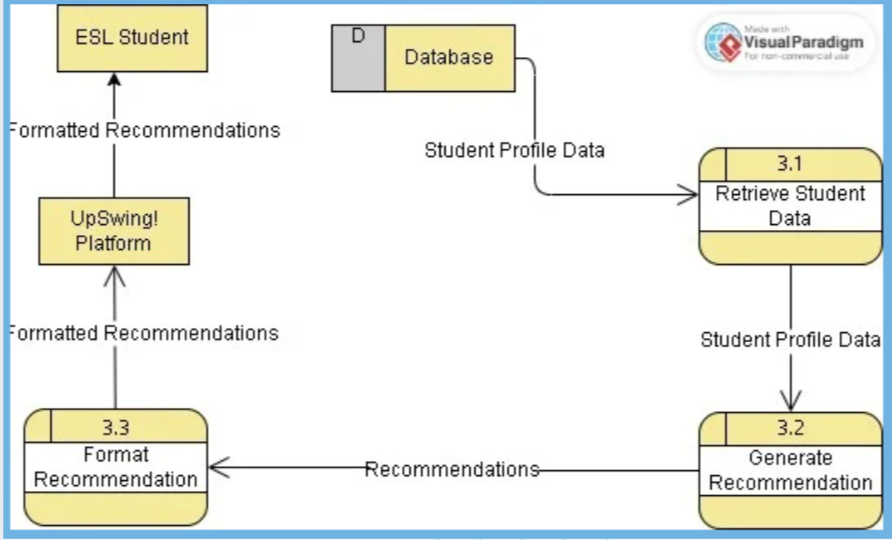 ESL Student
D
Database
Made with
Visual Paradigm
For non-commercial use
Formatted Recommendations
Student Profile Data
3.1
Retrieve Student
Data
UpSwing!
Platform
Formatted Recommendations
Student Profile Data
3.3
Format
Recommendation
Recommendations
3.2
Generate
Recommendation